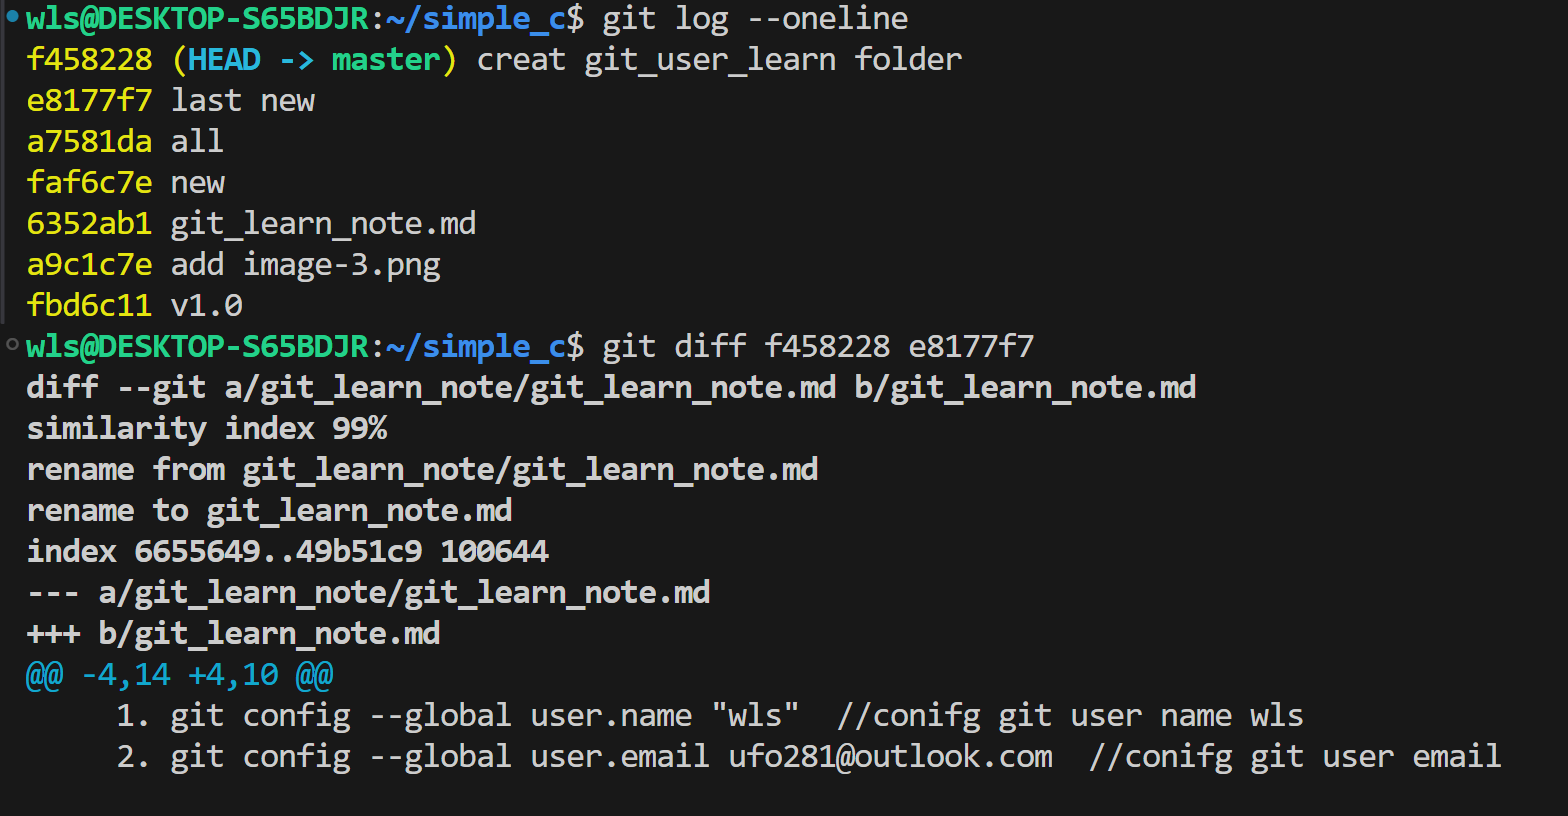 wls@DESKTOP-S65BDJR:~/simple_c$ git log --oneline
f458228 (HEAD -> master) creat git_user_learn folder
e8177f7 last new
a7581da all
faf6c7e new
6352ab1 git_learn_note.md
a9c1c7e add image-3.png
fbd6c11 v1.0
wls@DESKTOP-S65BDJR:~/simple_c$ git diff f458228 e8177f7
diff --git a/git_learn_note/git_learn_note.md b/git_learn_note.md
similarity index 99%
rename from git_learn_note/git_learn_note.md
rename to git_learn_note.md
index 6655649..49b51c9 100644
--- a/git_learn_note/git_learn_note.md
+++ b/git_learn_note.md
@@ -4,14 +4,10 @@
     1. git config --global user.name "wls"  //conifg git user name wls
     2. git config --global user.email ufo281@outlook.com  //conifg git user email